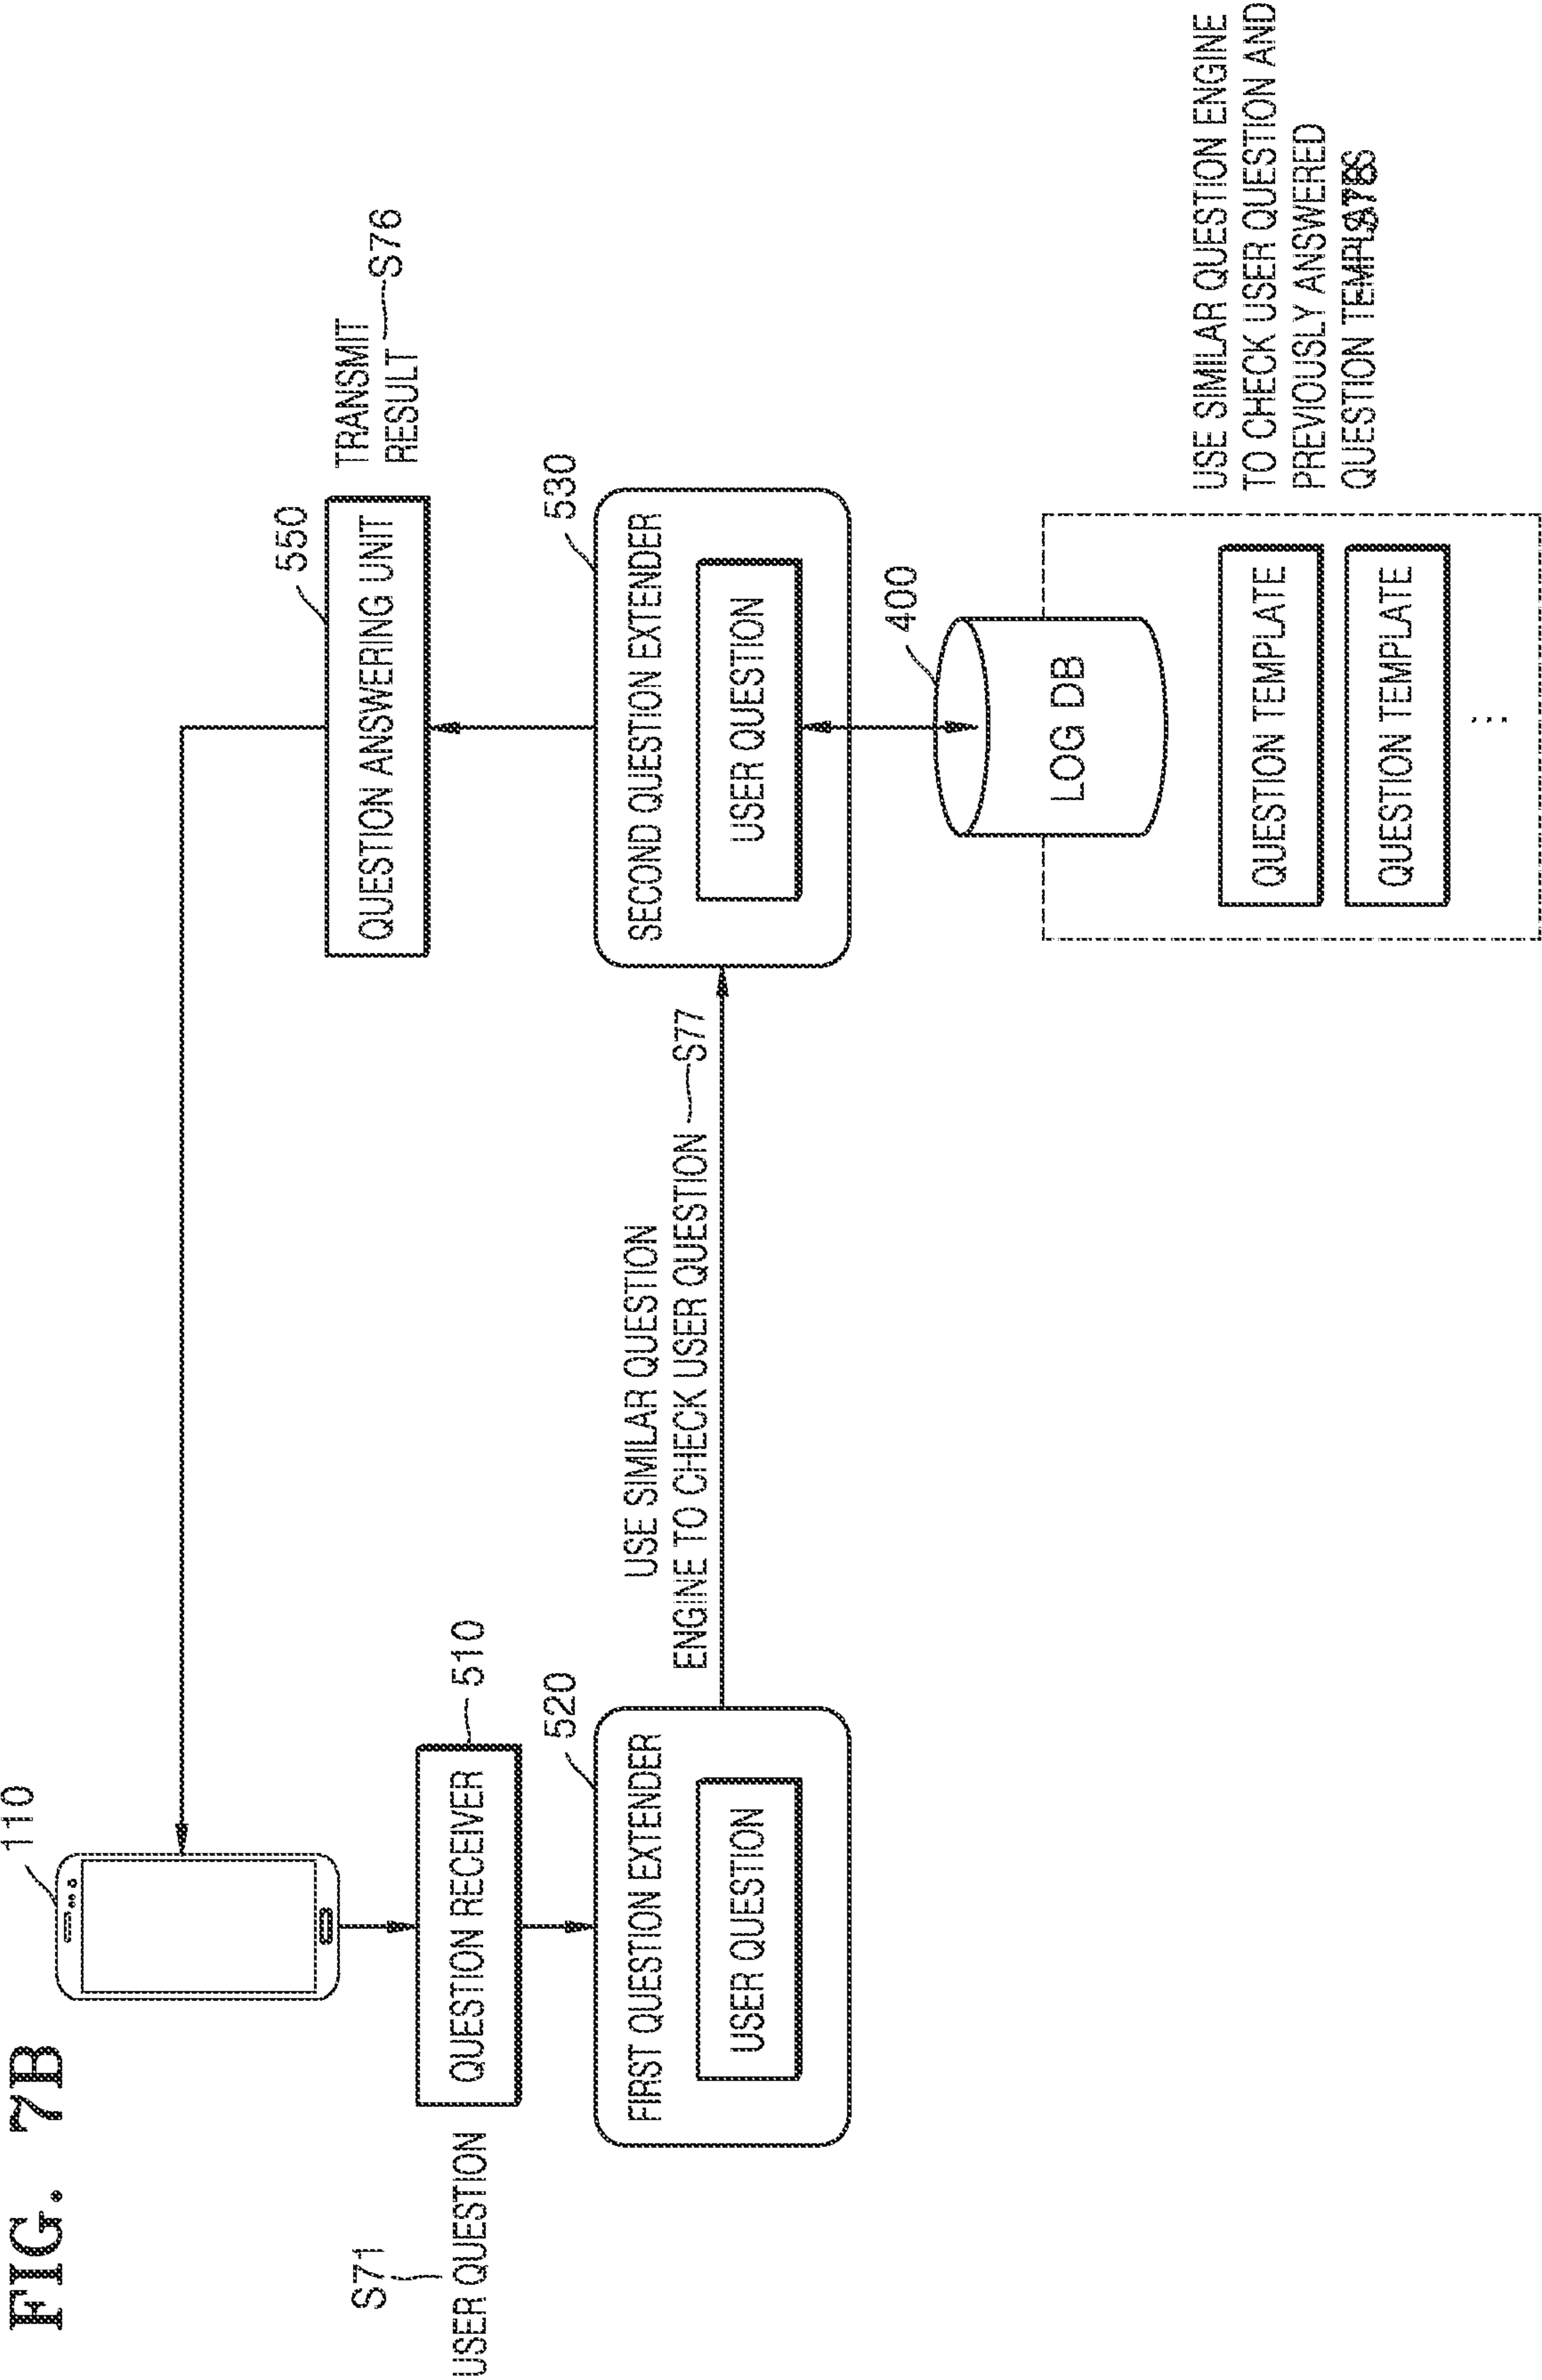 FIG. 7B
110
S71
USER QUESTION
QUESTION RECEIVER
510
520
FIRST QUESTION EXTENDER
USER QUESTION
USE SIMILAR QUESTION
ENGINE TO CHECK USER QUESTION
S77
550
QUESTION ANSWERING UNIT
TRANSMIT
RESULT
S76
530
SECOND QUESTION EXTENDER
USER QUESTION
400
LOG DB
QUESTION TEMPLATE
QUESTION TEMPLATE
...
USE SIMILAR QUESTION ENGINE
TO CHECK USER QUESTION AND
PREVIOUSLY ANSWERED
QUESTION TEMPLATES
S78